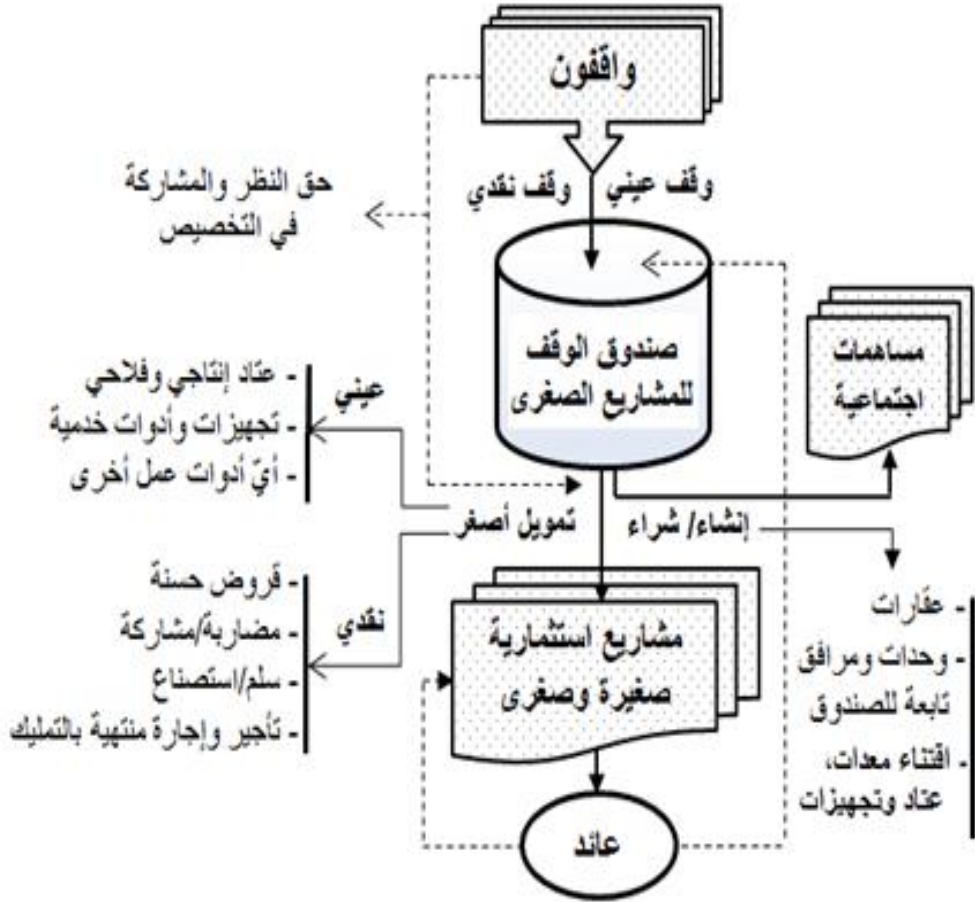 واقفون
وقف عيني
وقف نقدي
حق النظر والمشاركة
في التخصيص
صندوق الوقف
للمشاريع الصغرى
مساهمات
اجتماعية
عيني
- عتاد إنتاجي وفلاحي
- تجهيزات وأدوات خدمية
- أيّ أدوات عمل أخرى
إنشاء/ شراء
تمويل أصغر
نقدي
- قروض حسنة
- مضاربة/مشاركة
- سلم/استصناع
- تأجير وإجارة منتهية بالتمليك
مشاريع استثمارية
صغيرة وصغرى
- عقارات
- وحدات ومرافق
تابعة للصندوق
- اقتناء معدات،
عتاد وتجهيزات
عائد